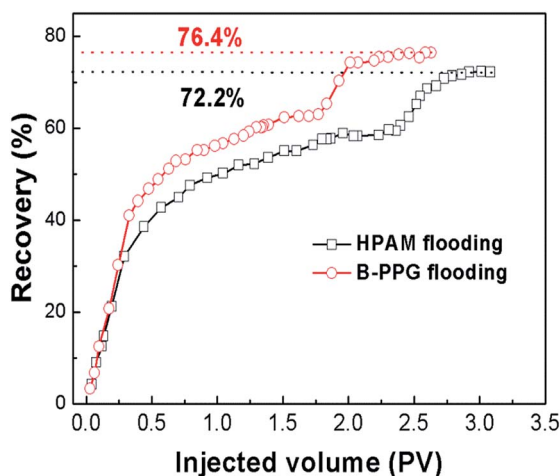 80
60
40
20
0
Recovery (%)
76.4%
72.2%
HPAM flooding
B-PPG flooding
0.0 0.5 1.0 1.5 2.0 2.5 3.0 3.5
Injected volume (PV)